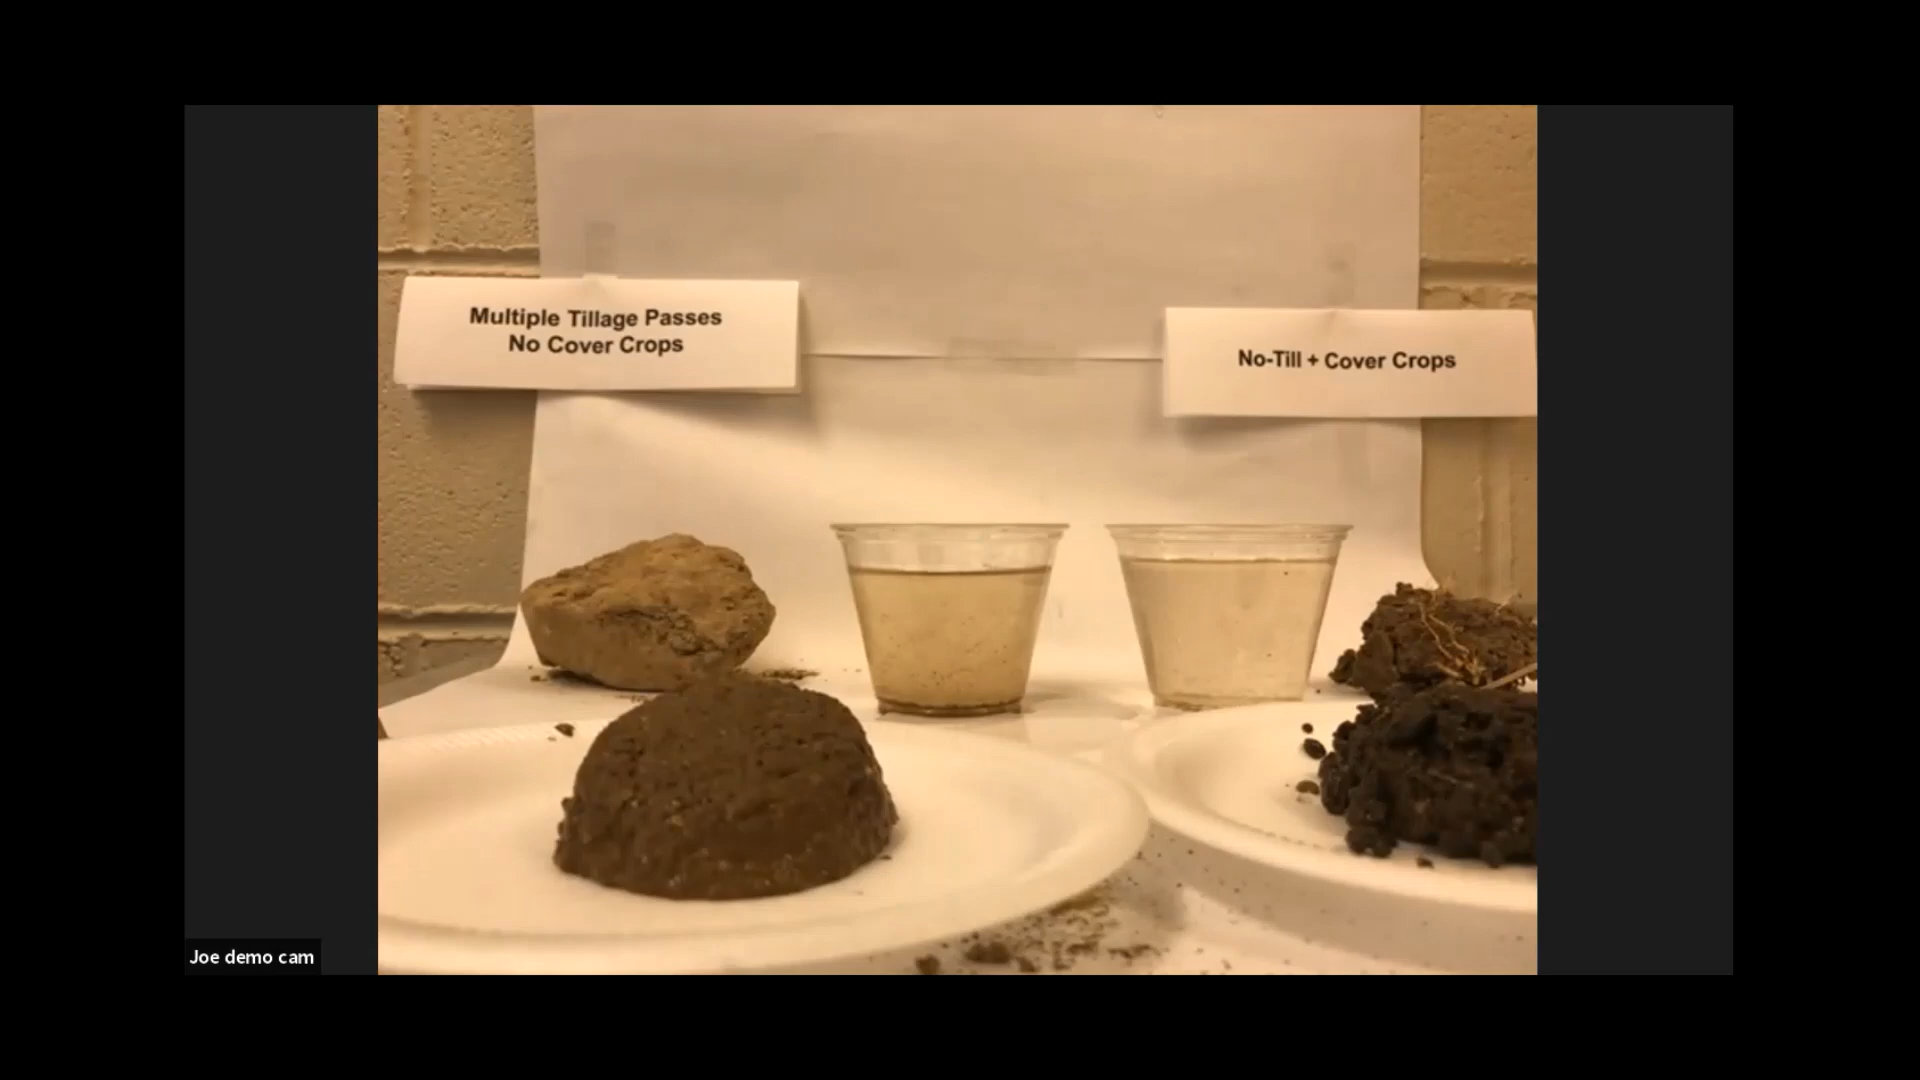 Multiple Tillage Passes
No Cover Crops
No-Till + Cover Crops
Joe demo cam